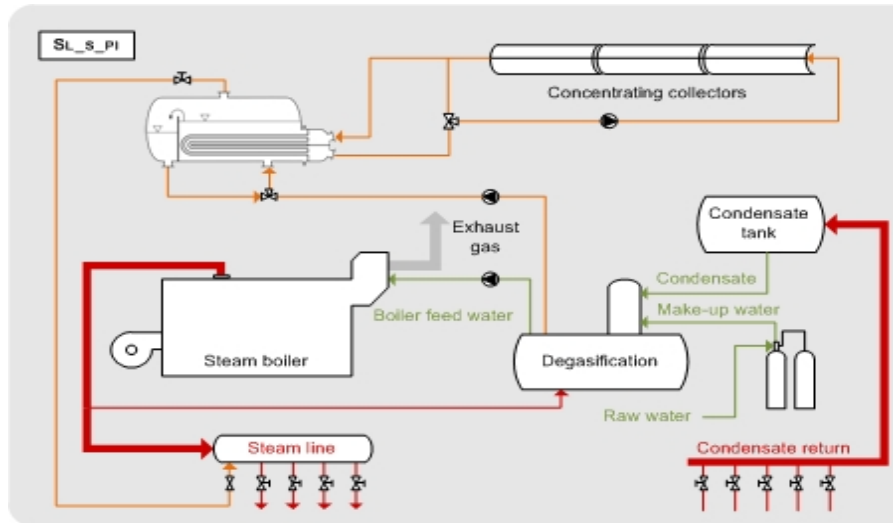 SL_S_PI
Concentrating collectors
Condensate
tank
Exhaust
gas
Condensate
Boiler feed water
Make-up water
Steam boiler
Degasification
Raw water
Steam line
Condensate return